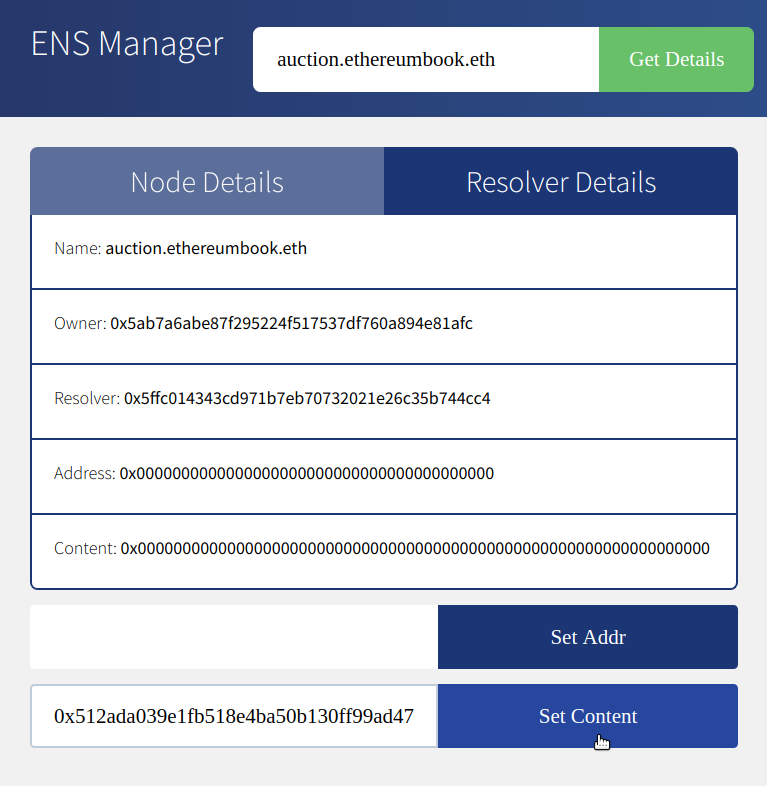 ENS Manager
auction.ethereumbook.eth
Get Details
Node Details
Resolver Details
Name: auction.ethereumbook.eth
Owner: 0x5ab7a6abe87f295224f517537df760a894e81afc
Resolver: 0x5ffc014343cd971b7eb70732021e26c35b744cc4
Address: 0x0000000000000000000000000000000000000000
Content: 0x0000000000000000000000000000000000000000000000000000000000000000
Set Addr
0x512ada039e1fb518e4ba50b130ff99ad47
Set Content